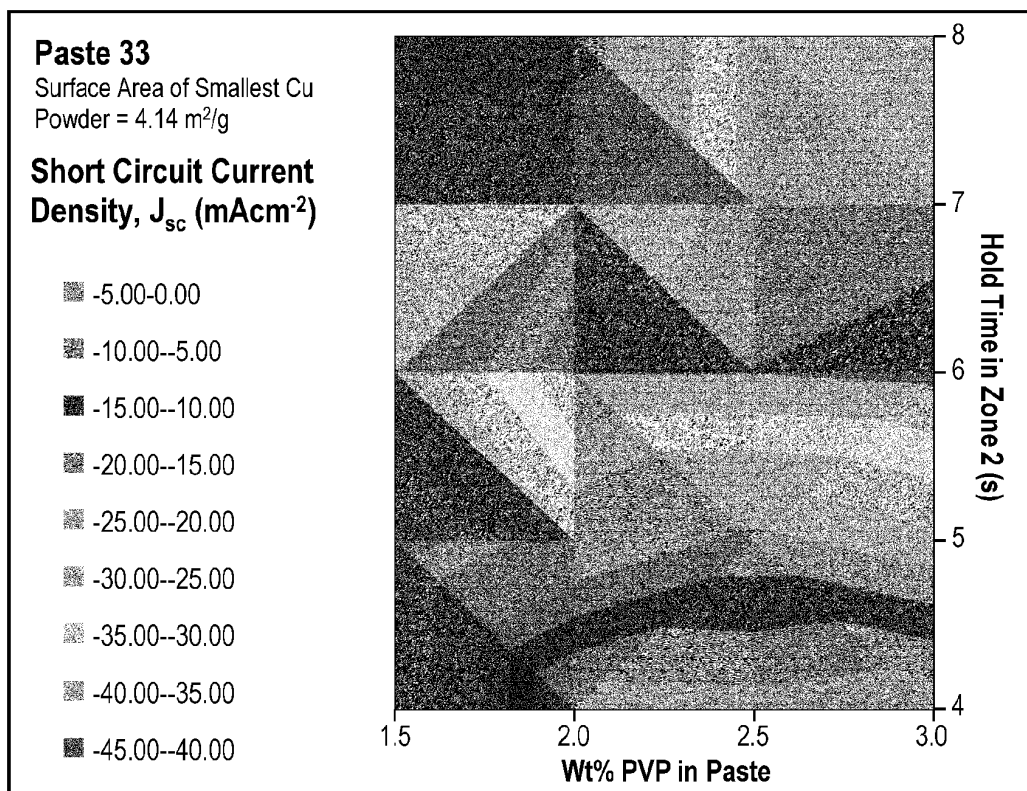 Paste 33
Surface Area of Smallest Cu
Powder = 4.14 m²/g
Short Circuit Current
Density, Jsc (mAcm-2)
-5.00-0.00
-10.00--5.00
-15.00--10.00
-20.00--15.00
-25.00--20.00
-30.00--25.00
-35.00--30.00
-40.00--35.00
-45.00--40.00
8
7
6
5
4
Hold Time in Zone 2 (s)
1.5 2.0 2.5 3.0
Wt% PVP in Paste